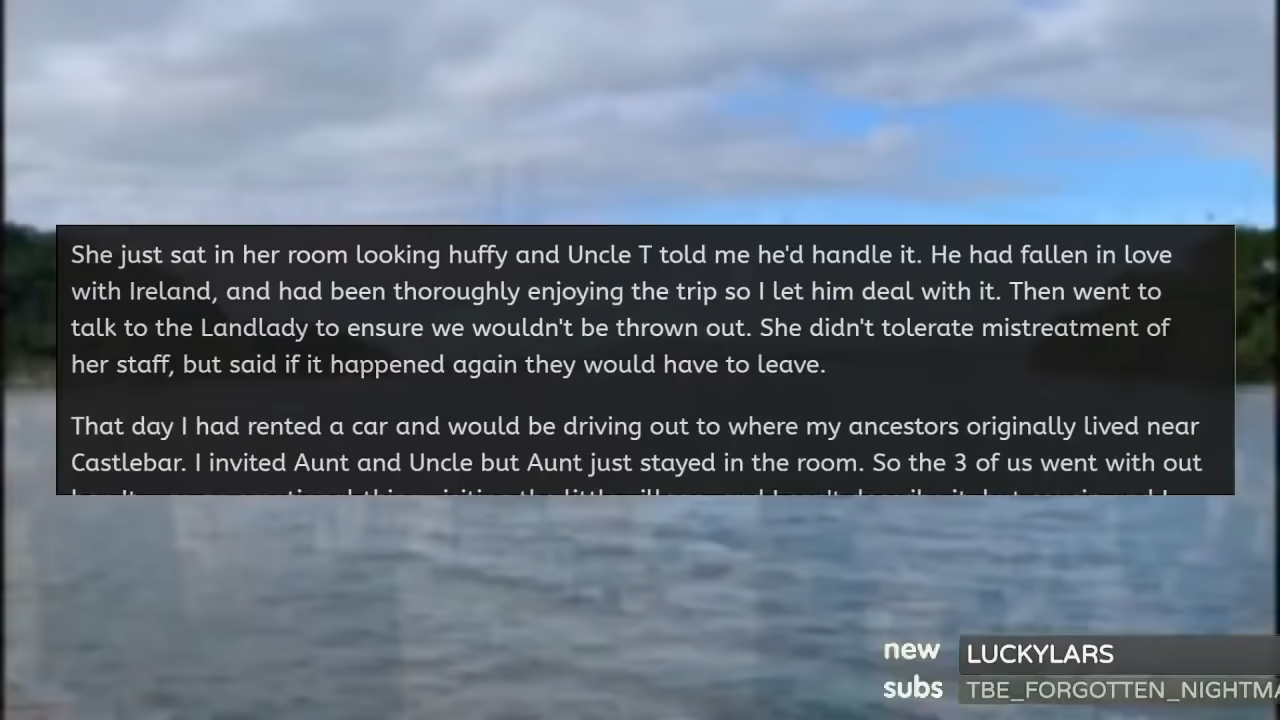 She just sat in her room looking huffy and Uncle T told me he'd handle it. He had fallen in love
with Ireland, and had been thoroughly enjoying the trip so I let him deal with it. Then went to
talk to the Landlady to ensure we wouldn't be thrown out. She didn't tolerate mistreatment of
her staff, but said if it happened again they would have to leave.
That day I had rented a car and would be driving out to where my ancestors originally lived near
Castlebar. I invited Aunt and Uncle but Aunt just stayed in the room. So the 3 of us went with out
new
LUCKYLARS
subs
TBE_FORGOTTEN_NIGHTMA